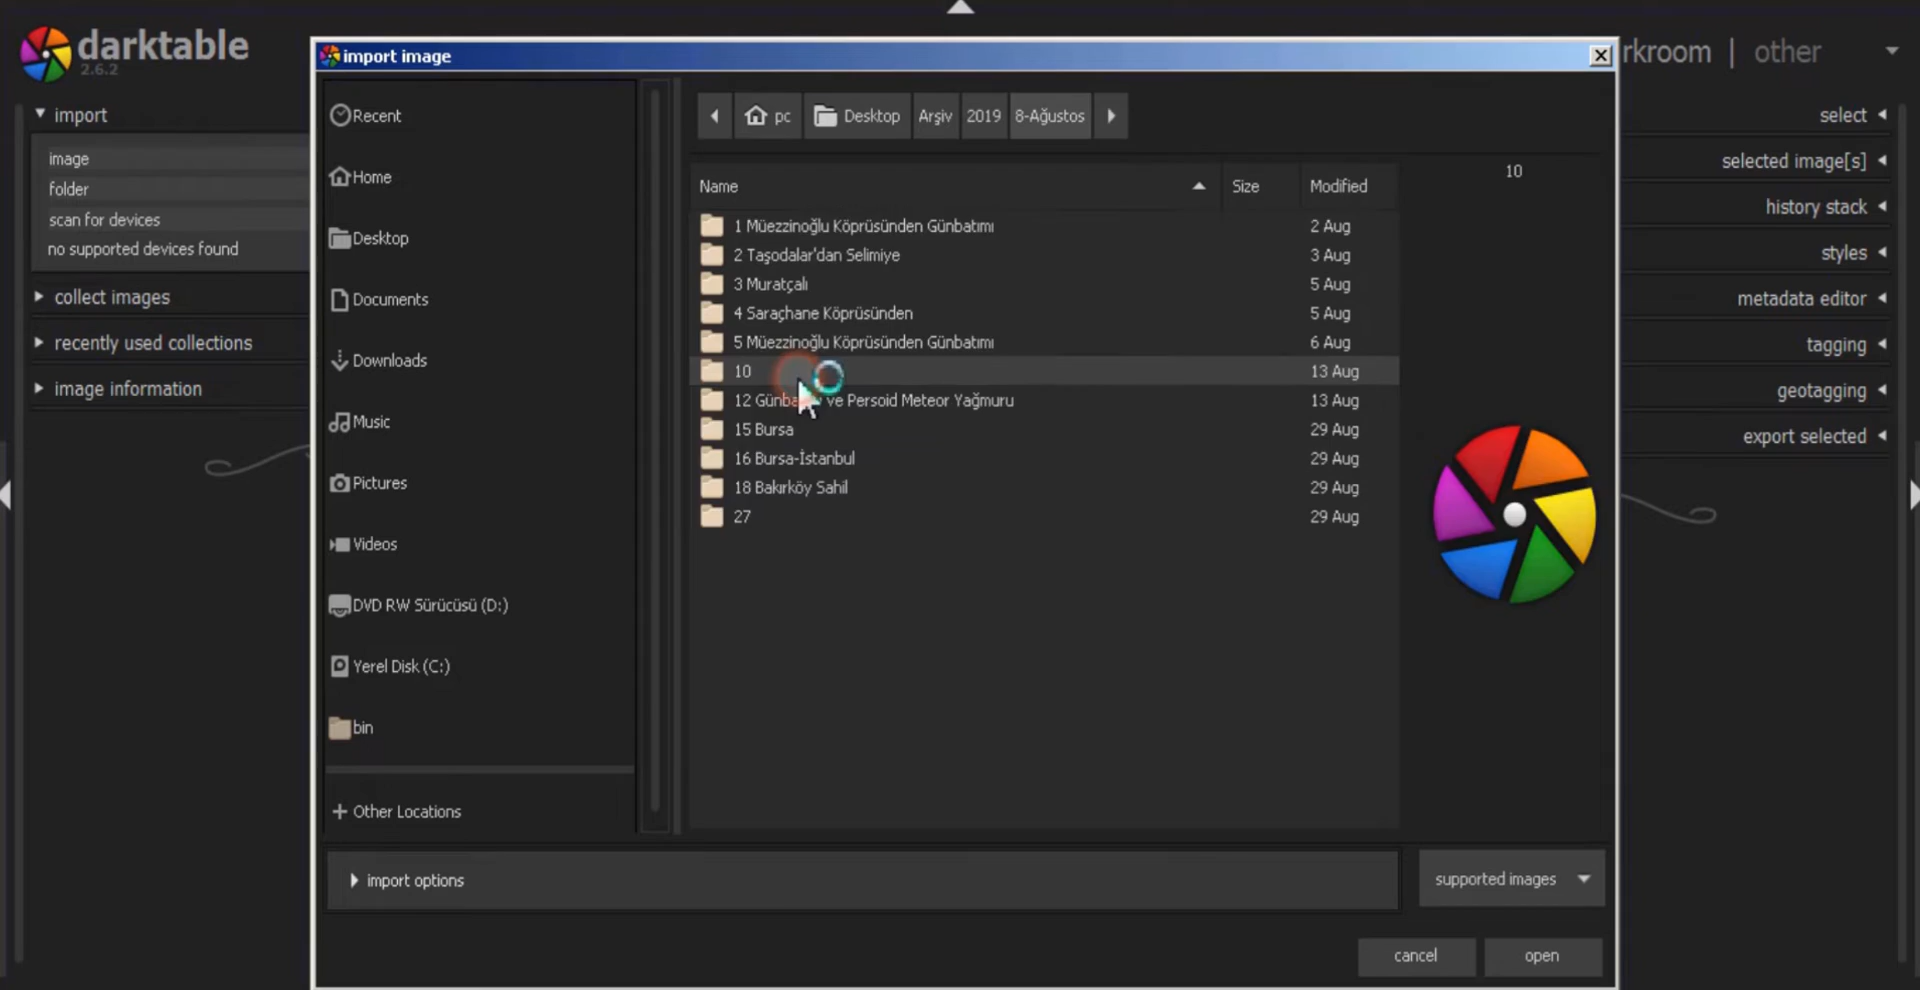 darktable
2.6.2
import image
rkroom | other
import
image
folder
scan for devices
no supported devices found
collect images
recently used collections
image information
Recent
Home
Desktop
Documents
Downloads
Music
Pictures
Videos
DVD RW Sürücüsü (D:)
Yerel Disk (C:)
bin
Other Locations
pc Desktop Arşiv 2019 8-Ağustos
Name Size Modified
1 Müezzinoğlu Köprüsünden Günbatımı 2 Aug
2 Taşodalar'dan Selimiye 3 Aug
3 Muratçalı 5 Aug
4 Saraçhane Köprüsünden 5 Aug
5 Müezzinoğlu Köprüsünden Günbatımı 6 Aug
10 13 Aug
12 ve Persoid Meteor Yağmuru 13 Aug
15 Bursa 29 Aug
16 Bursa-İstanbul 29 Aug
18 Bakırköy Sahil 29 Aug
27 29 Aug
10
import options
supported images
cancel open
select
selected image[s]
history stack
styles
metadata editor
tagging
geotagging
export selected